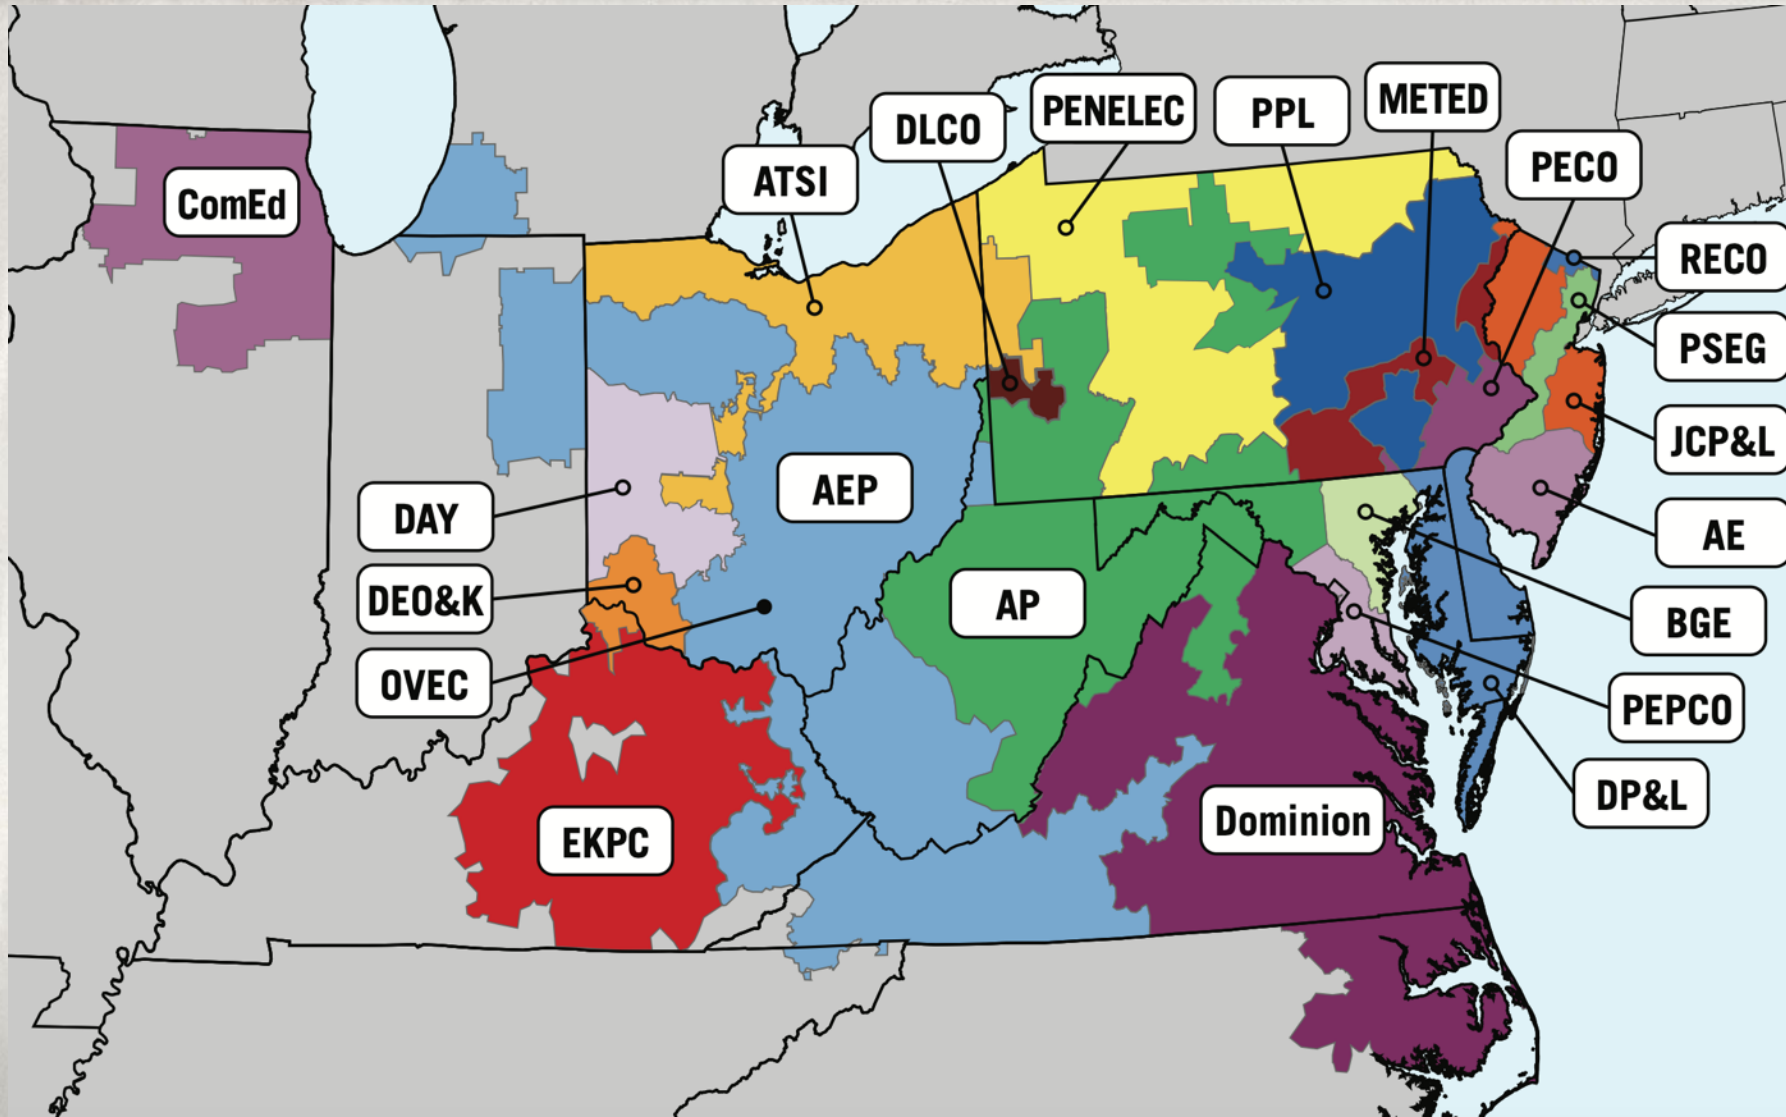 METED
PENELEC
PPL
DLCO
PECO
ATSI
ComEd
RECO
PSEG
JCP&L
AEP
DAY
AE
DEO&K
AP
BGE
OVEC
PEPCO
DP&L
Dominion
EKPC